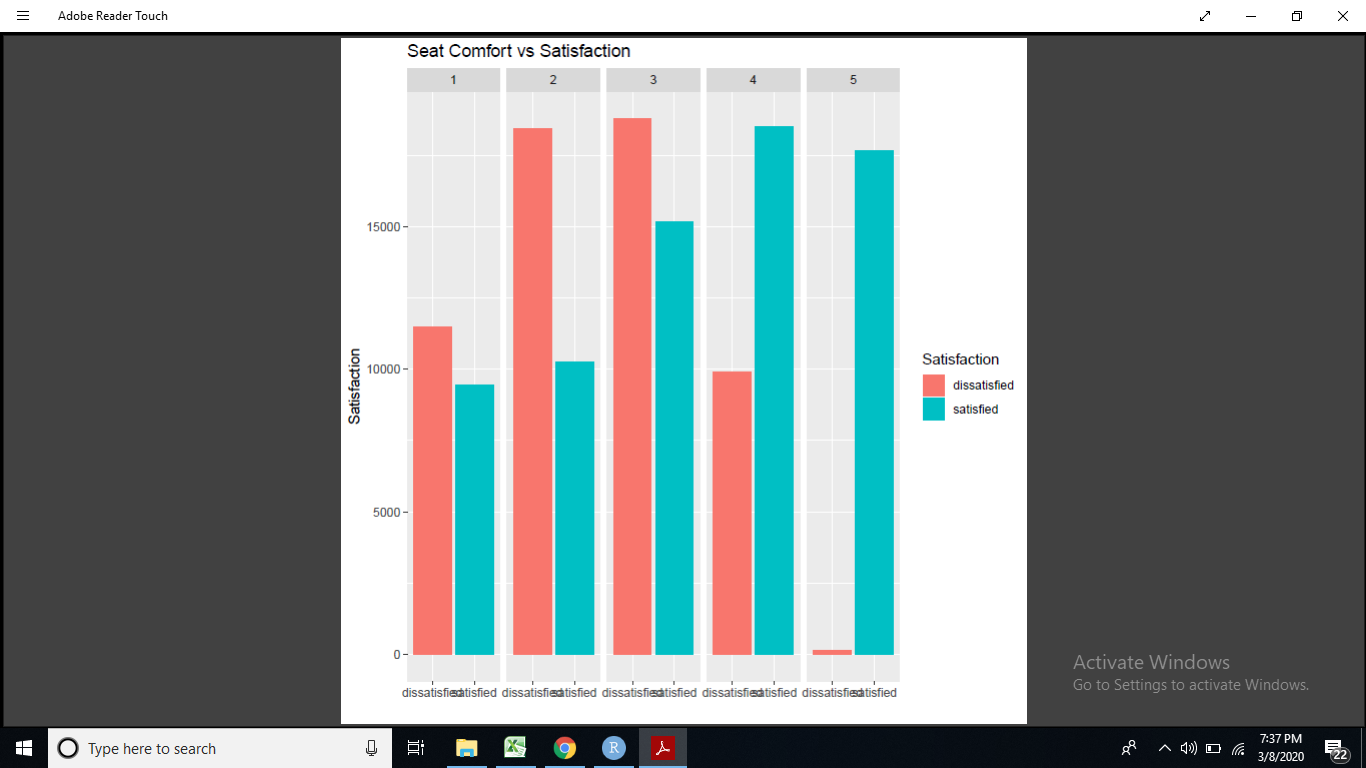 Adobe Reader Touch
Seat Comfort vs Satisfaction
1 2 3 4 5
15000
10000
5000
0
Satisfaction
dissatisfied satisfied dissatisfied satisfied dissatisfied satisfied dissatisfied satisfied dissatisfied satisfied
Satisfaction
dissatisfied
satisfied
Activate Windows
Go to Settings to activate Windows.
Type here to search
R
7:37 PM
3/8/2020
22